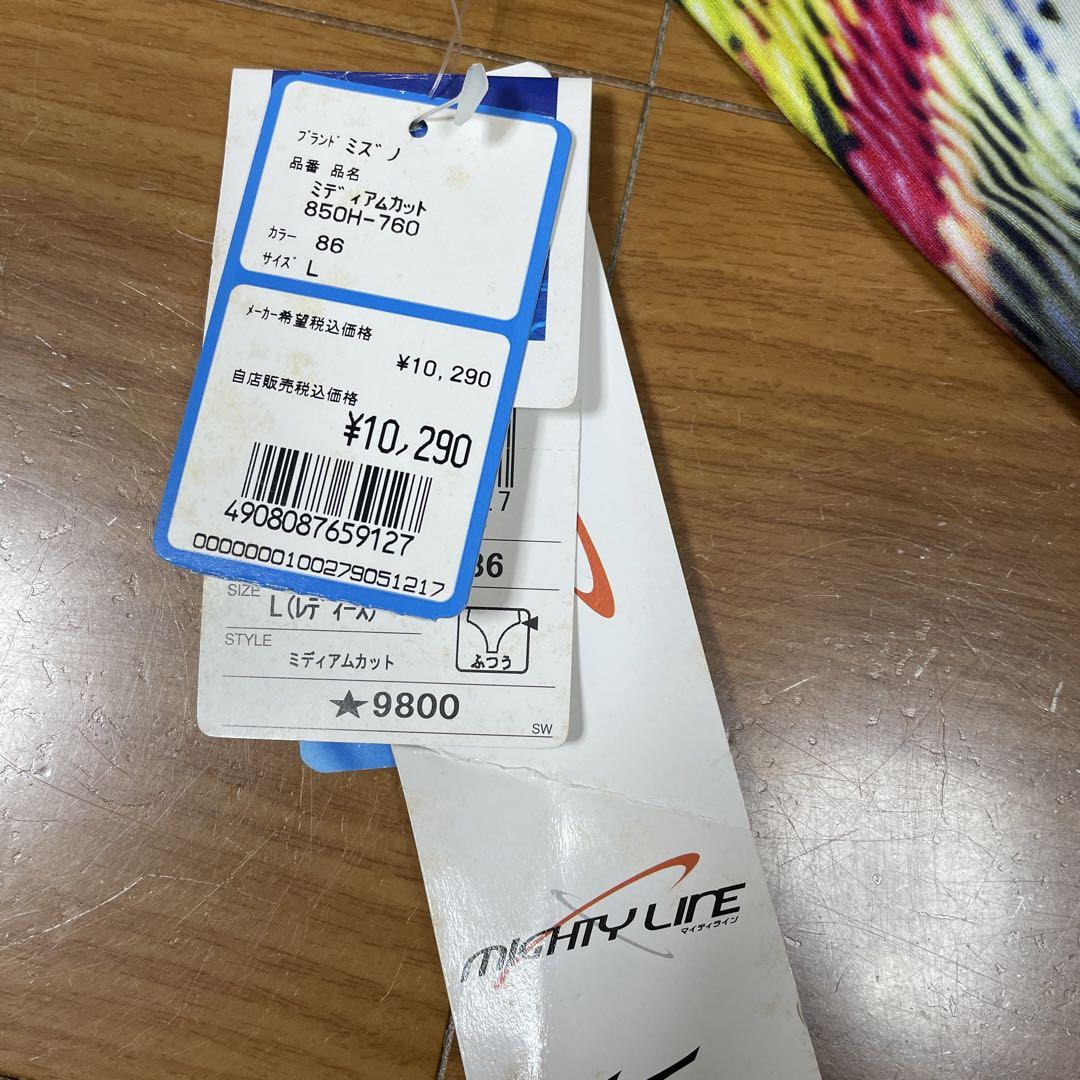 ブランド ミズノ
品番 品名
ミディアムカット
850H-760
カラー 86
サイズ L
メーカー希望税込価格
¥10,290
自店販売税込価格
¥10,290
4908087659127
0000000100279051217
17
86
SIZE L(レディース)
STYLE
ミディアムカット
ふつう
★9800
SW
MIGHTY LINE
マイティライン